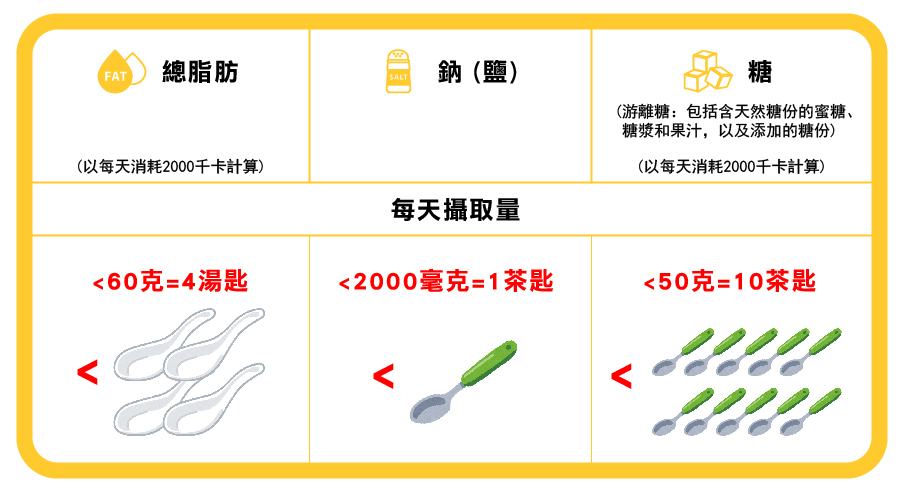 FAT
總脂肪
(以每天消耗2000千卡計算)
SALT
鈉 (鹽)
糖
(游離糖：包括含天然糖份的蜜糖、
糖漿和果汁，以及添加的糖份)
(以每天消耗2000千卡計算)
每天攝取量
<60克=4湯匙
<2000毫克=1茶匙
<50克=10茶匙
<
<
<